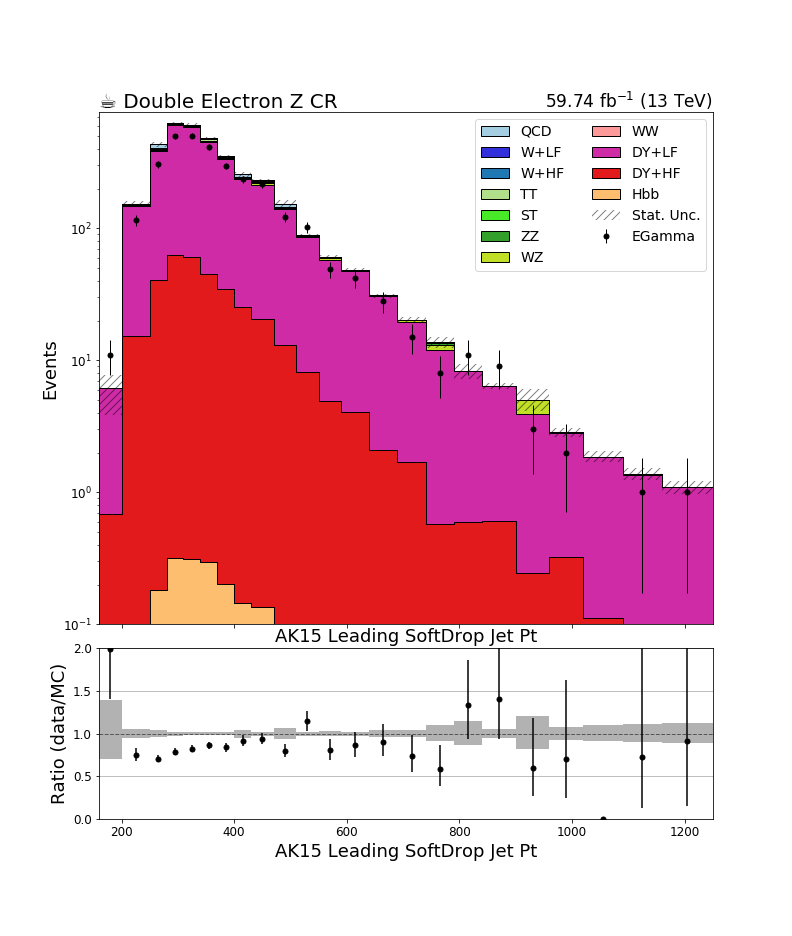 ☕ Double Electron Z CR
59.74 fb⁻¹ (13 TeV)
QCD
W+LF
W+HF
TT
ST
ZZ
WZ
WW
DY+LF
DY+HF
Hbb
Stat. Unc.
EGamma
Events
10²
10¹
10⁰
10⁻¹
AK15 Leading SoftDrop Jet Pt
Ratio (data/MC)
2.0
1.5
1.0
0.5
0.0
200 400 600 800 1000 1200
AK15 Leading SoftDrop Jet Pt